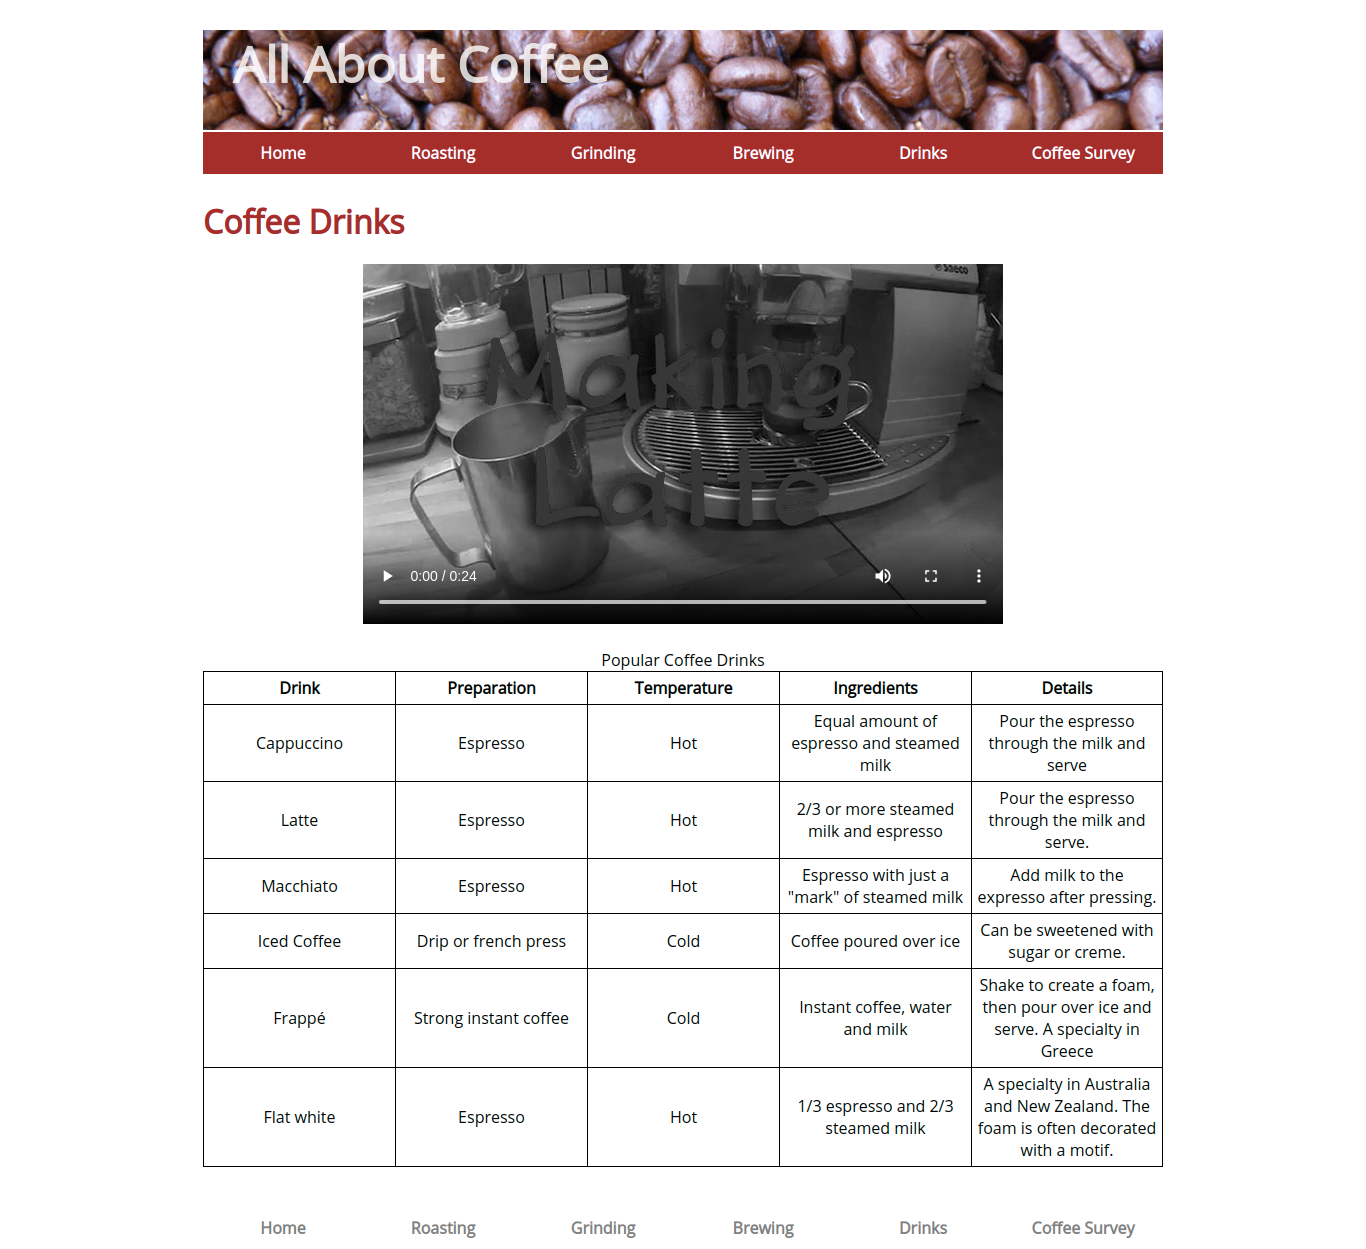 All About Coffee
Home Roasting Grinding Brewing Drinks Coffee Survey
Coffee Drinks
Saeco
Making
Latte
0:00 / 0:24
Popular Coffee Drinks
Drink Preparation Temperature Ingredients Details
Cappuccino Espresso Hot Equal amount of espresso and steamed milk Pour the espresso through the milk and serve
Latte Espresso Hot 2/3 or more steamed milk and espresso Pour the espresso through the milk and serve.
Macchiato Espresso Hot Espresso with just a "mark" of steamed milk Add milk to the expresso after pressing.
Iced Coffee Drip or french press Cold Coffee poured over ice Can be sweetened with sugar or creme.
Frappé Strong instant coffee Cold Instant coffee, water and milk Shake to create a foam, then pour over ice and serve. A specialty in Greece
Flat white Espresso Hot 1/3 espresso and 2/3 steamed milk A specialty in Australia and New Zealand. The foam is often decorated with a motif.
Home Roasting Grinding Brewing Drinks Coffee Survey